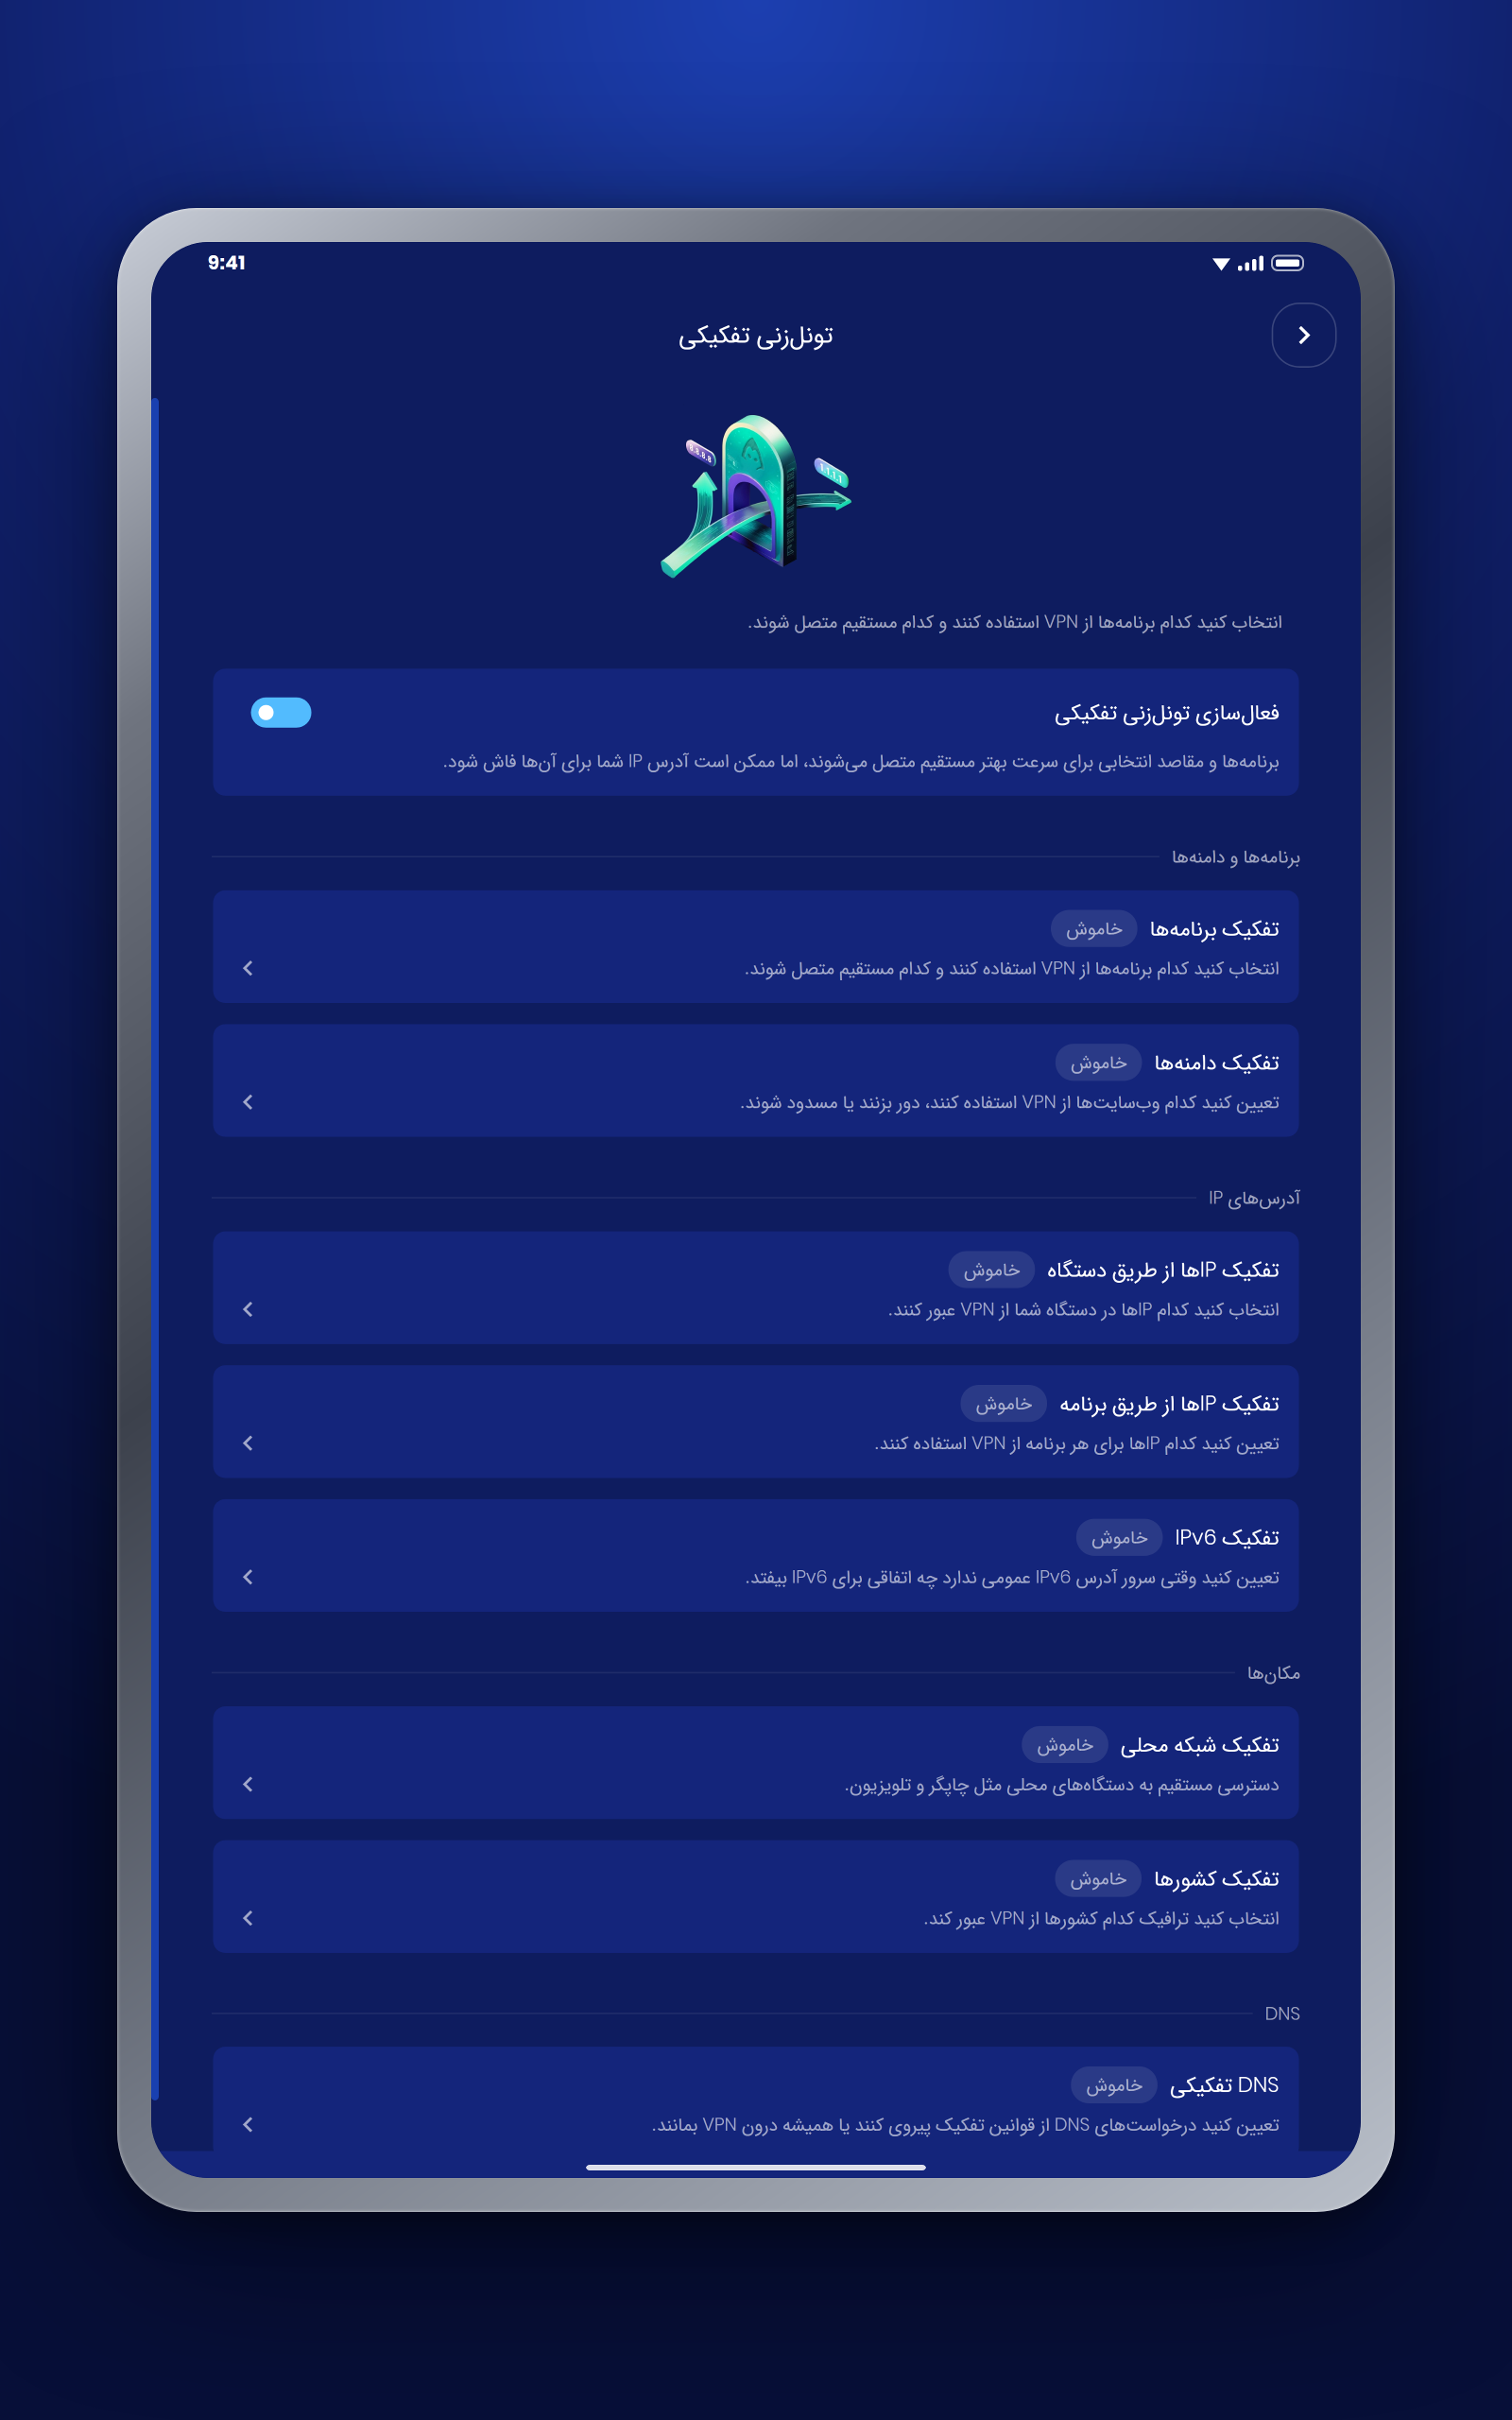 9:41
تونل‌زنی تفکیکی
8.8.8.8
1.1.1.1
انتخاب کنید کدام برنامه‌ها از VPN استفاده کنند و کدام مستقیم متصل شوند.
فعال‌سازی تونل‌زنی تفکیکی
برنامه‌ها و مقاصد انتخابی برای سرعت بهتر مستقیم متصل می‌شوند، اما ممکن است آدرس IP شما برای آن‌ها فاش شود.
برنامه‌ها و دامنه‌ها
تفکیک برنامه‌ها خاموش
انتخاب کنید کدام برنامه‌ها از VPN استفاده کنند و کدام مستقیم متصل شوند.
تفکیک دامنه‌ها خاموش
تعیین کنید کدام وب‌سایت‌ها از VPN استفاده کنند، دور بزنند یا مسدود شوند.
آدرس‌های IP
تفکیک IPها از طریق دستگاه خاموش
انتخاب کنید کدام IPها در دستگاه شما از VPN عبور کنند.
تفکیک IPها از طریق برنامه خاموش
تعیین کنید کدام IPها برای هر برنامه از VPN استفاده کنند.
تفکیک IPv6 خاموش
تعیین کنید وقتی سرور آدرس IPv6 عمومی ندارد چه اتفاقی برای IPv6 بیفتد.
مکان‌ها
تفکیک شبکه محلی خاموش
دسترسی مستقیم به دستگاه‌های محلی مثل چاپگر و تلویزیون.
تفکیک کشورها خاموش
انتخاب کنید ترافیک کدام کشورها از VPN عبور کند.
DNS
DNS تفکیکی خاموش
تعیین کنید درخواست‌های DNS از قوانین تفکیک پیروی کنند یا همیشه درون VPN بمانند.